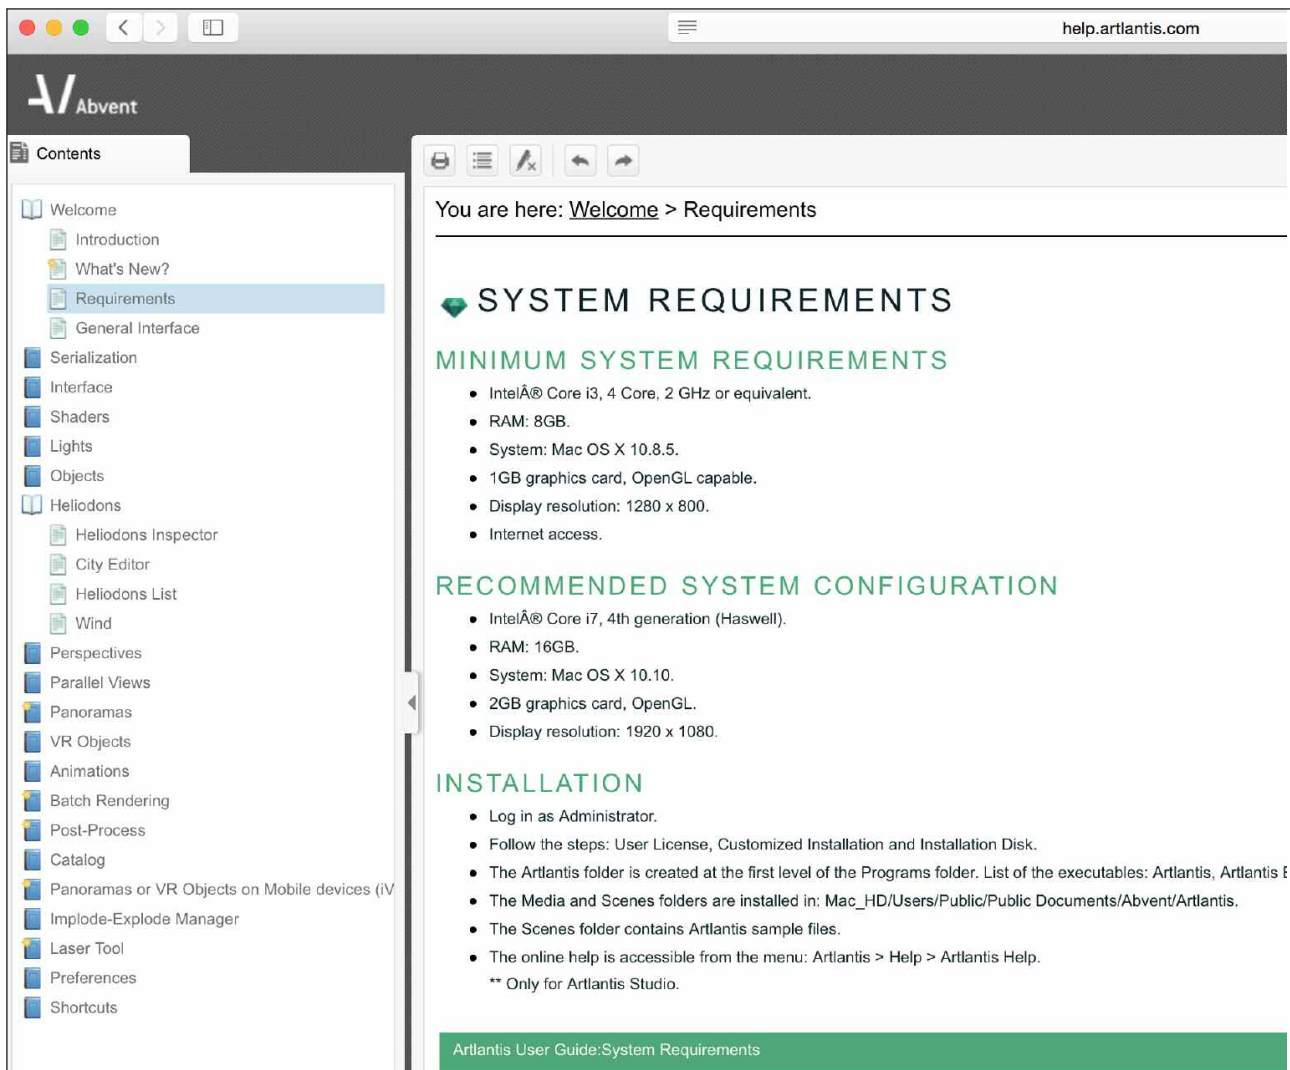 help.artlantis.com
Abvent
Contents
Welcome
Introduction
What's New?
Requirements
General Interface
Serialization
Interface
Shaders
Lights
Objects
Heliodons
Heliodons Inspector
City Editor
Heliodons List
Wind
Perspectives
Parallel Views
Panoramas
VR Objects
Animations
Batch Rendering
Post-Process
Catalog
Panoramas or VR Objects on Mobile devices (iV
Implode-Explode Manager
Laser Tool
Preferences
Shortcuts
You are here: Welcome > Requirements
SYSTEM REQUIREMENTS
MINIMUM SYSTEM REQUIREMENTS
• IntelÂ® Core i3, 4 Core, 2 GHz or equivalent.
• RAM: 8GB.
• System: Mac OS X 10.8.5.
• 1GB graphics card, OpenGL capable.
• Display resolution: 1280 x 800.
• Internet access.
RECOMMENDED SYSTEM CONFIGURATION
• IntelÂ® Core i7, 4th generation (Haswell).
• RAM: 16GB.
• System: Mac OS X 10.10.
• 2GB graphics card, OpenGL.
• Display resolution: 1920 x 1080.
INSTALLATION
• Log in as Administrator.
• Follow the steps: User License, Customized Installation and Installation Disk.
• The Artlantis folder is created at the first level of the Programs folder. List of the executables: Artlantis, Artlantis
• The Media and Scenes folders are installed in: Mac_HD/Users/Public/Public Documents/Abvent/Artlantis.
• The Scenes folder contains Artlantis sample files.
• The online help is accessible from the menu: Artlantis > Help > Artlantis Help.
** Only for Artlantis Studio.
Artlantis User Guide:System Requirements